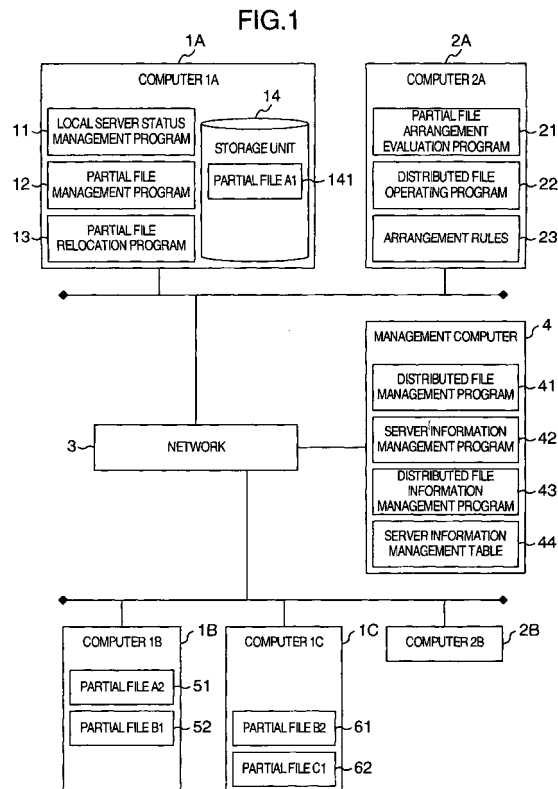 FIG.1
1A
COMPUTER 1A
11
LOCAL SERVER STATUS
MANAGEMENT PROGRAM
12
PARTIAL FILE
MANAGEMENT PROGRAM
13
PARTIAL FILE
RELOCATION PROGRAM
14
STORAGE UNIT
PARTIAL FILE A1
141
2A
COMPUTER 2A
PARTIAL FILE
ARRANGEMENT
EVALUATION PROGRAM
21
DISTRIBUTED FILE
OPERATING PROGRAM
22
ARRANGEMENT RULES
23
3
NETWORK
4
MANAGEMENT COMPUTER
DISTRIBUTED FILE
MANAGEMENT PROGRAM
41
SERVER INFORMATION
MANAGEMENT PROGRAM
42
DISTRIBUTED FILE
INFORMATION
MANAGEMENT PROGRAM
43
SERVER INFORMATION
MANAGEMENT TABLE
44
1B
COMPUTER 1B
PARTIAL FILE A2
51
PARTIAL FILE B1
52
1C
COMPUTER 1C
PARTIAL FILE B2
61
PARTIAL FILE C1
62
COMPUTER 2B
2B